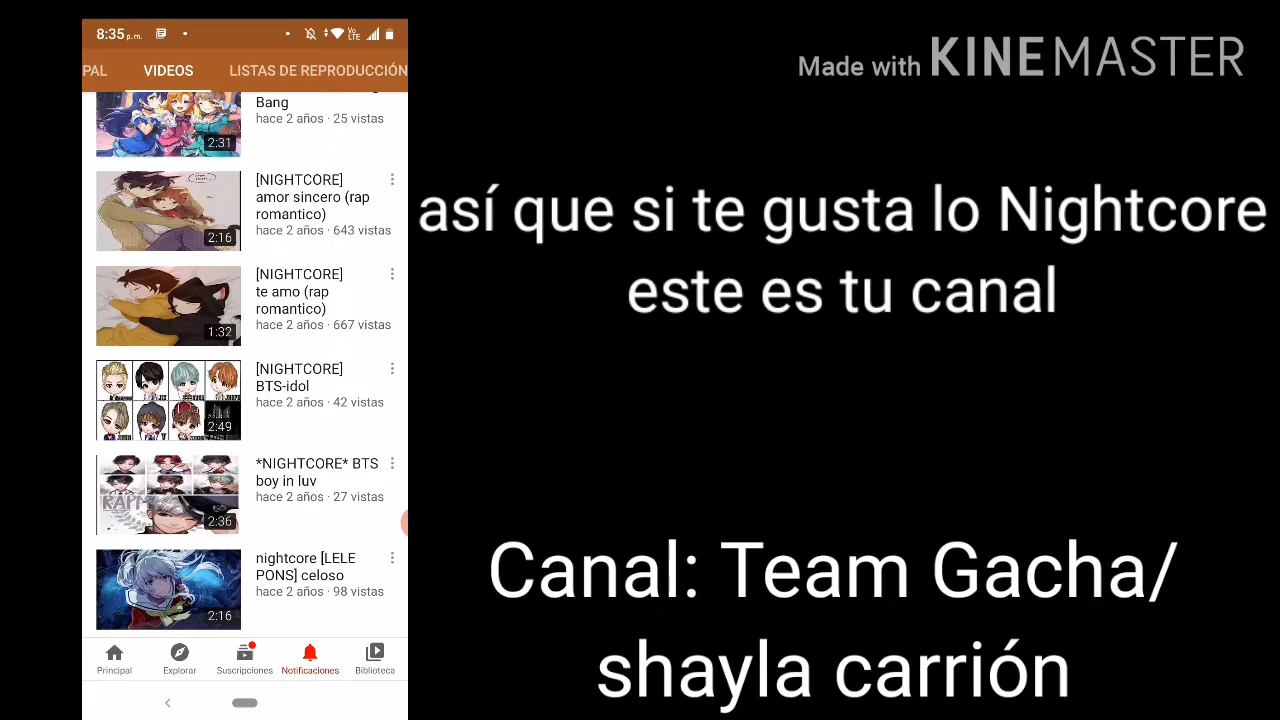 8:35 p.m.
Vo
LTE
PAL VIDEOS LISTAS DE REPRODUCCIÓN
Bang
hace 2 años · 25 vistas
2:31
[NIGHTCORE]
amor sincero (rap
romantico)
hace 2 años · 643 vistas
2:16
[NIGHTCORE]
te amo (rap
romantico)
hace 2 años · 667 vistas
1:32
[NIGHTCORE]
BTS-idol
hace 2 años · 42 vistas
2:49
*NIGHTCORE* BTS
boy in luv
hace 2 años · 27 vistas
2:36
nightcore [LELE
PONS] celoso
hace 2 años · 98 vistas
2:16
Principal Explorar Suscripciones Notificaciones Biblioteca
Made with KINEMASTER
así que si te gusta lo Nightcore
este es tu canal
Canal: Team Gacha/
shayla carrión